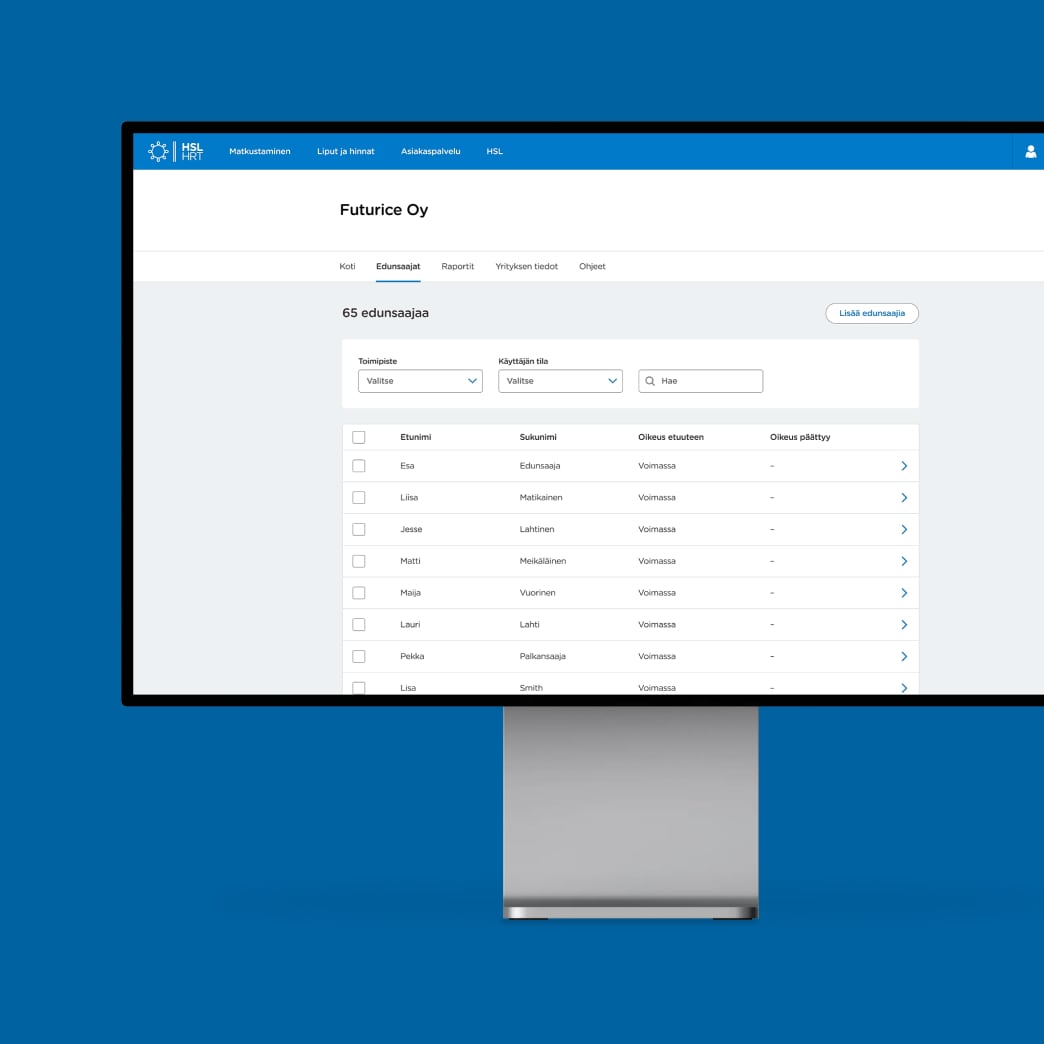 HSL
HRT
Matkustaminen Liput ja hinnat Asiakaspalvelu HSL
Futurice Oy
Koti Edunsaajat Raportit Yrityksen tiedot Ohjeet
65 edunsaajaa Lisää edunsaajia
Toimipiste Käyttäjän tila
Valitse Valitse Hae
Etunimi Sukunimi Oikeus etuuteen Oikeus päättyy
Esa Edunsaaja Voimassa –
Liisa Matikainen Voimassa –
Jesse Lahtinen Voimassa –
Matti Meikäläinen Voimassa –
Maija Vuorinen Voimassa –
Lauri Lahti Voimassa –
Pekka Palkansaaja Voimassa –
Lisa Smith Voimassa –